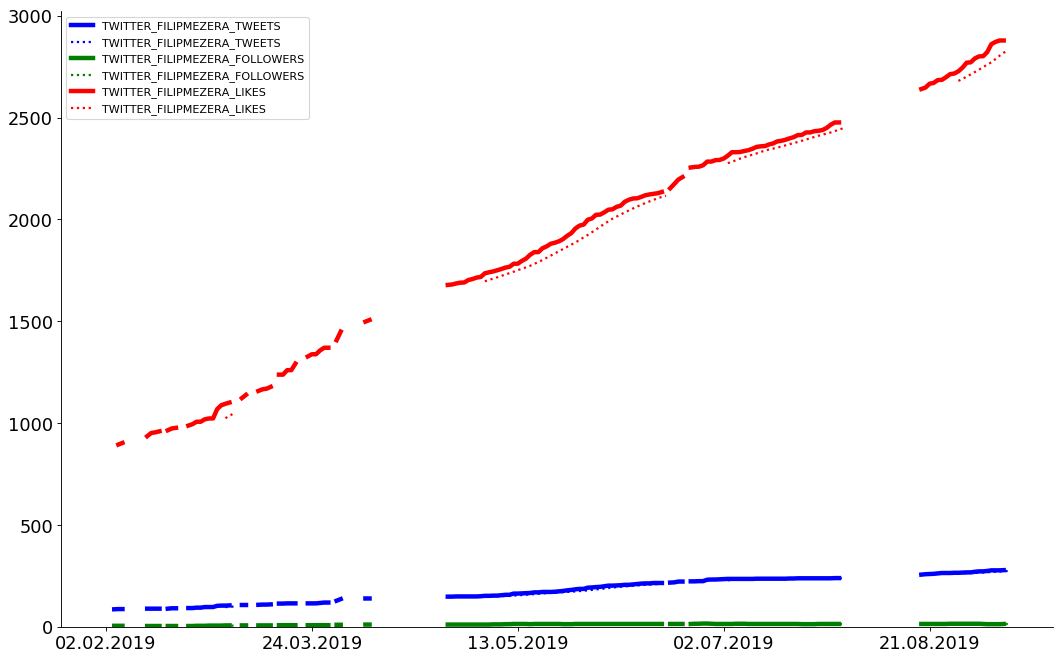 3000
TWITTER_FILIPMEZERA_TWEETS
TWITTER_FILIPMEZERA_TWEETS
TWITTER_FILIPMEZERA_FOLLOWERS
TWITTER_FILIPMEZERA_FOLLOWERS
TWITTER_FILIPMEZERA_LIKES
TWITTER_FILIPMEZERA_LIKES
2500
2000
1500
1000
500
0
02.02.2019 24.03.2019 13.05.2019 02.07.2019 21.08.2019